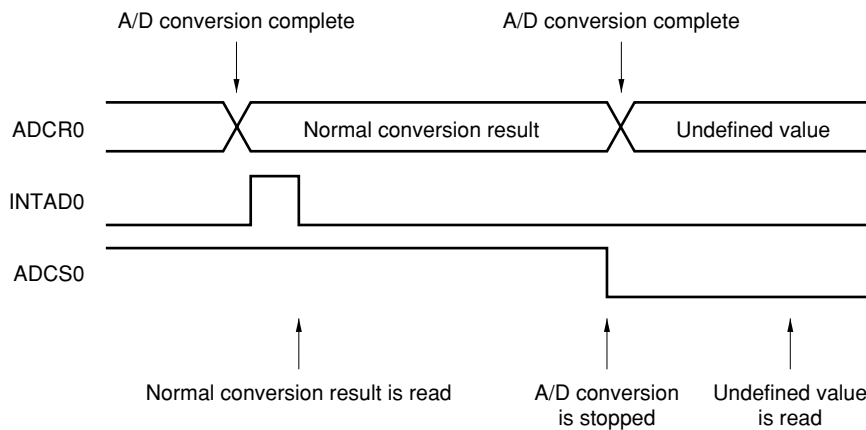 A/D conversion complete
A/D conversion complete
ADCR0
Normal conversion result
Undefined value
INTAD0
ADCS0
Normal conversion result is read
A/D conversion
is stopped
Undefined value
is read